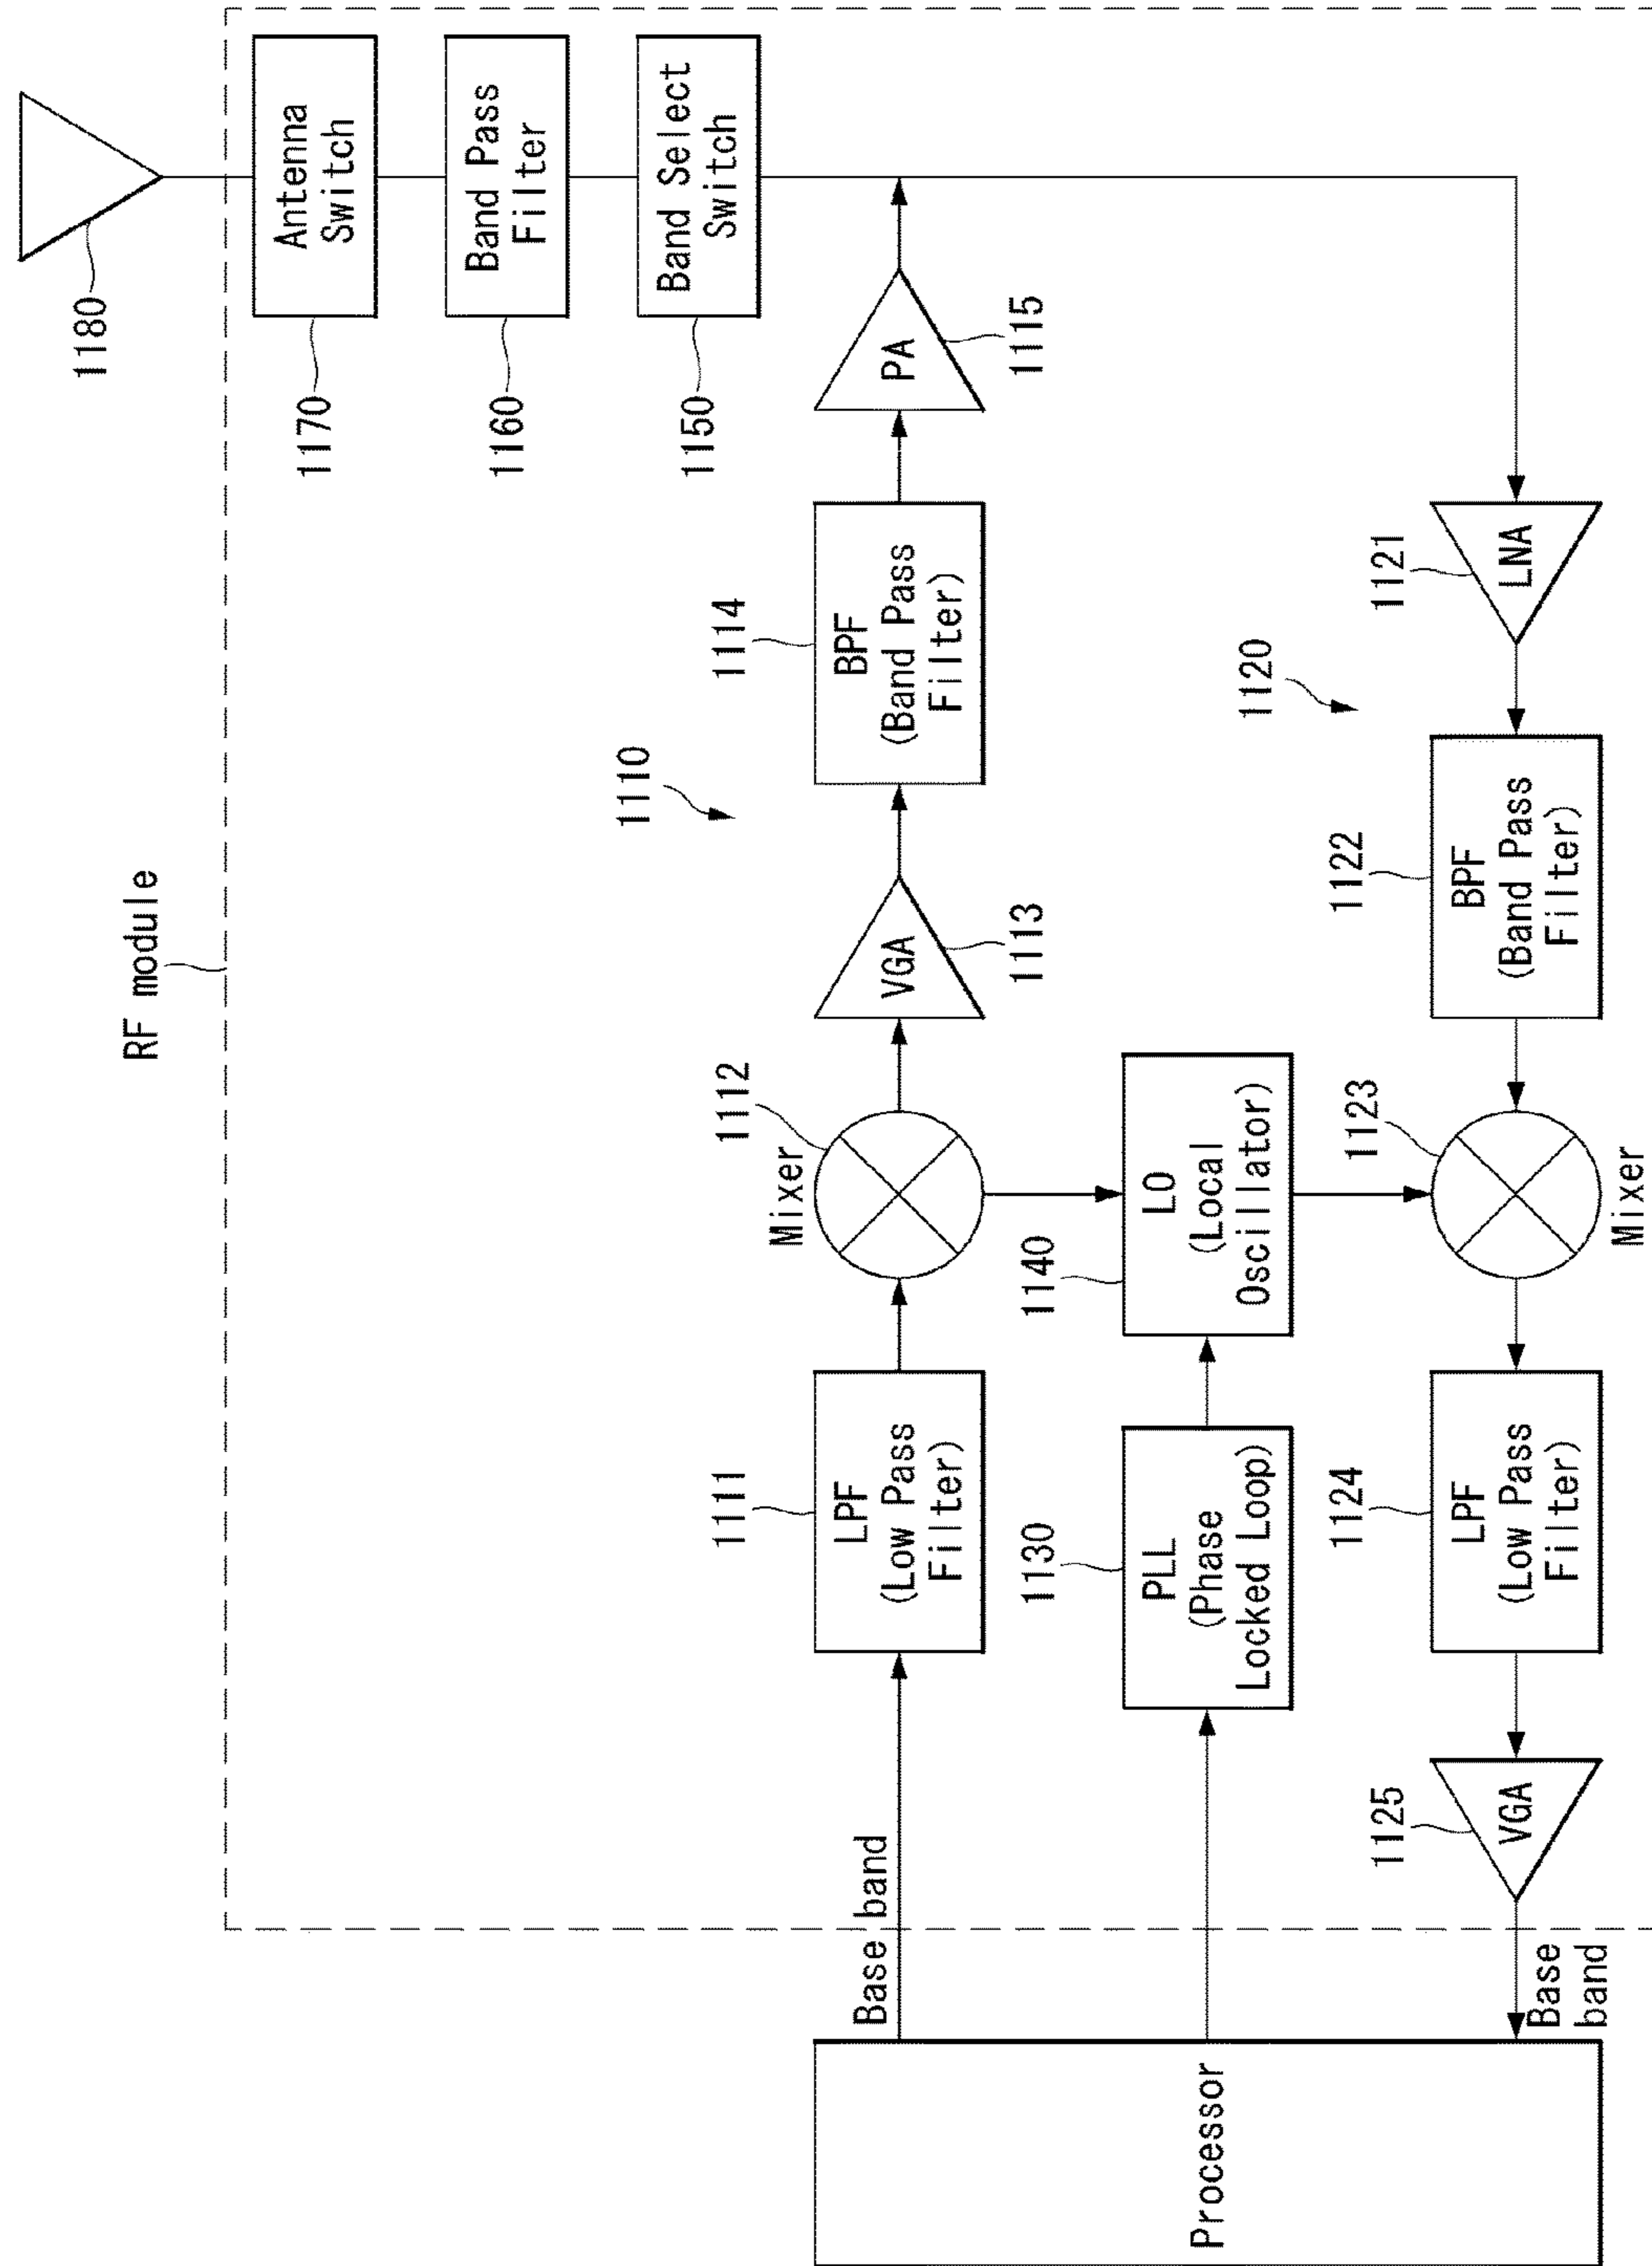 RF module
1180
Antenna
Switch
1170
Band Pass
Filter
1160
Band Select
Switch
1150
1110
Processor
Base band
LPF
(Low Pass
Filter)
1111
Mixer
1112
VGA
1113
BPF
(Band Pass
Filter)
1114
PA
1115
PLL
(Phase
Locked Loop)
1130
LO
(Local
Oscillator)
1140
1120
LNA
1121
BPF
(Band Pass
Filter)
1122
Mixer
1123
LPF
(Low Pass
Filter)
1124
VGA
1125
Base
band